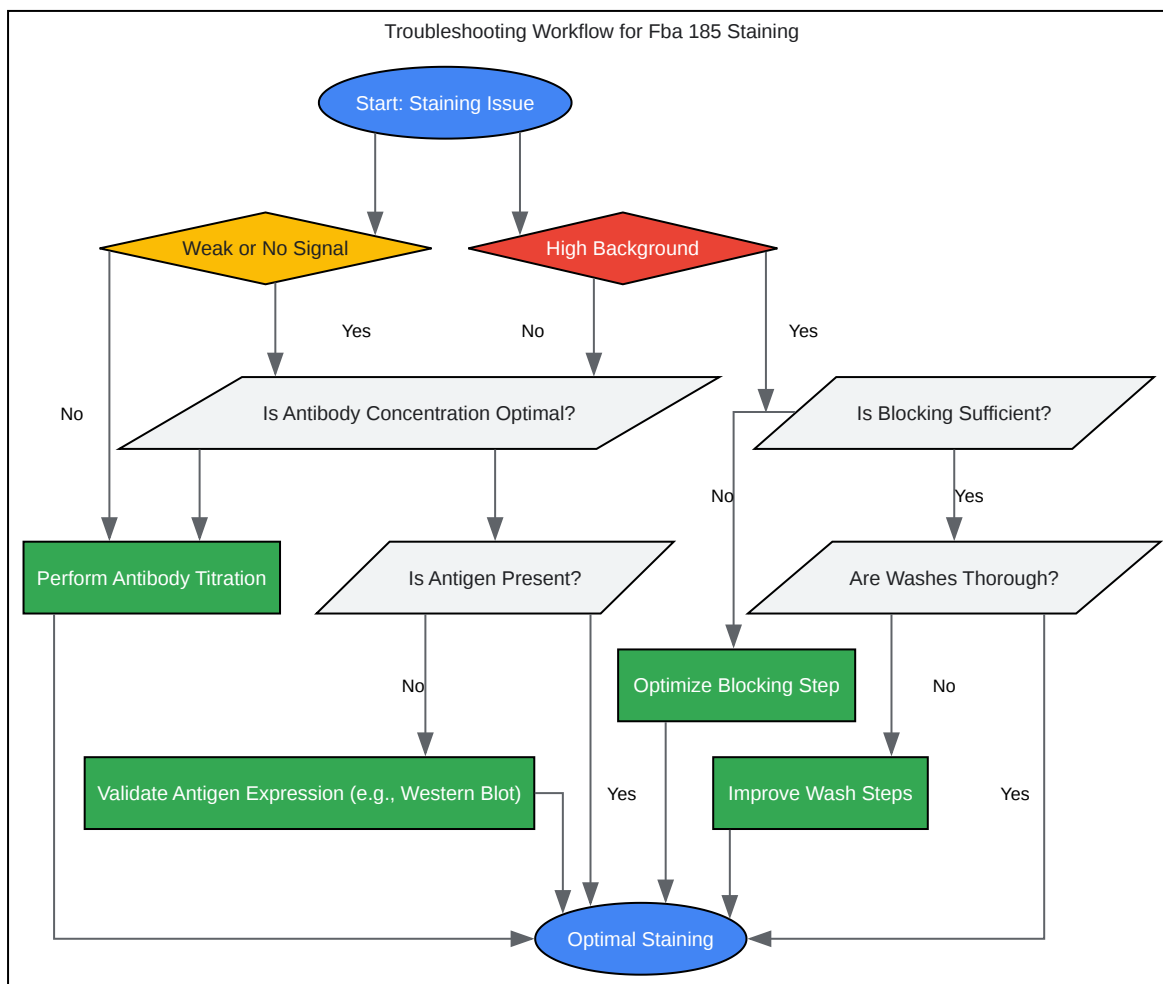 Troubleshooting Workflow for Fba 185 Staining
Start: Staining Issue
Weak or No Signal
High Background
Yes
No
Yes
No
Is Antibody Concentration Optimal?
Is Blocking Sufficient?
No
Yes
Perform Antibody Titration
Is Antigen Present?
Are Washes Thorough?
No
Optimize Blocking Step
No
Validate Antigen Expression (e.g., Western Blot)
Yes
Improve Wash Steps
Yes
Optimal Staining